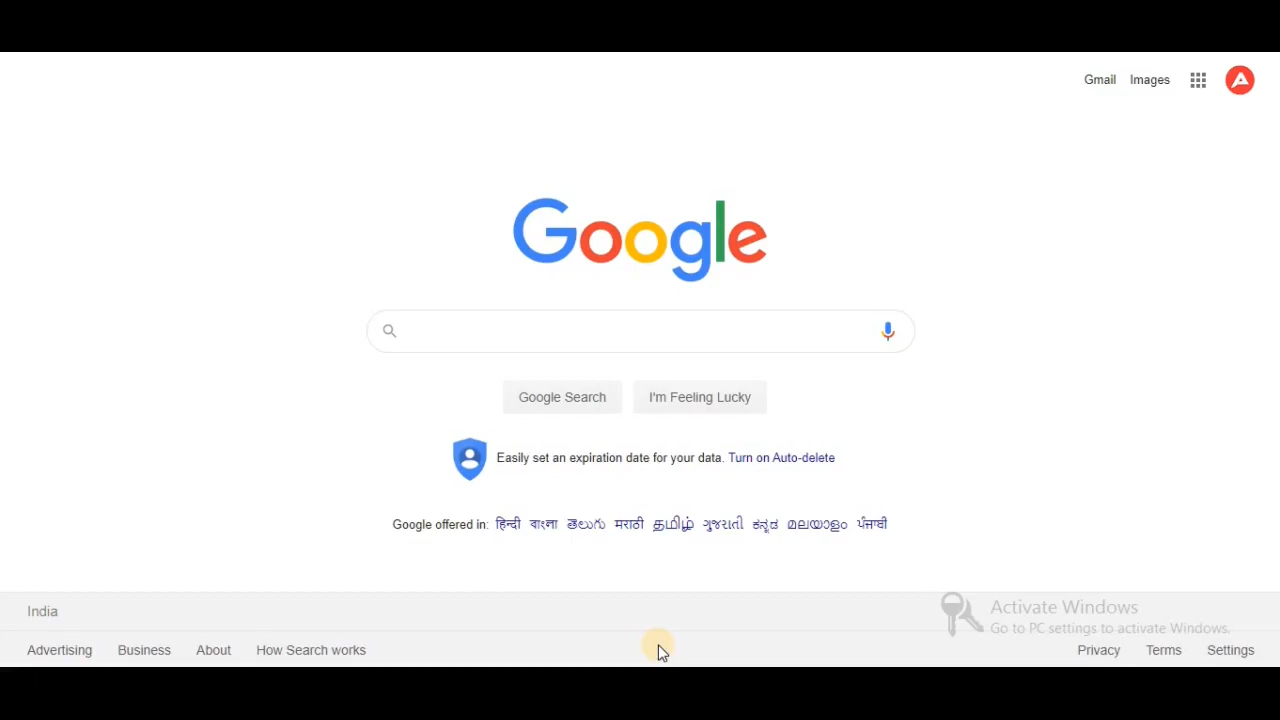 Gmail Images
Google
Google Search I'm Feeling Lucky
Easily set an expiration date for your data. Turn on Auto-delete
Google offered in: हिन्दी বাংলা తెలుగు मराठी தமிழ் ગુજરાતી ಕನ್ನಡ മലയാളം ਪੰਜਾਬੀ
India
Activate Windows
Go to PC settings to activate Windows.
Advertising Business About How Search works Privacy Terms Settings